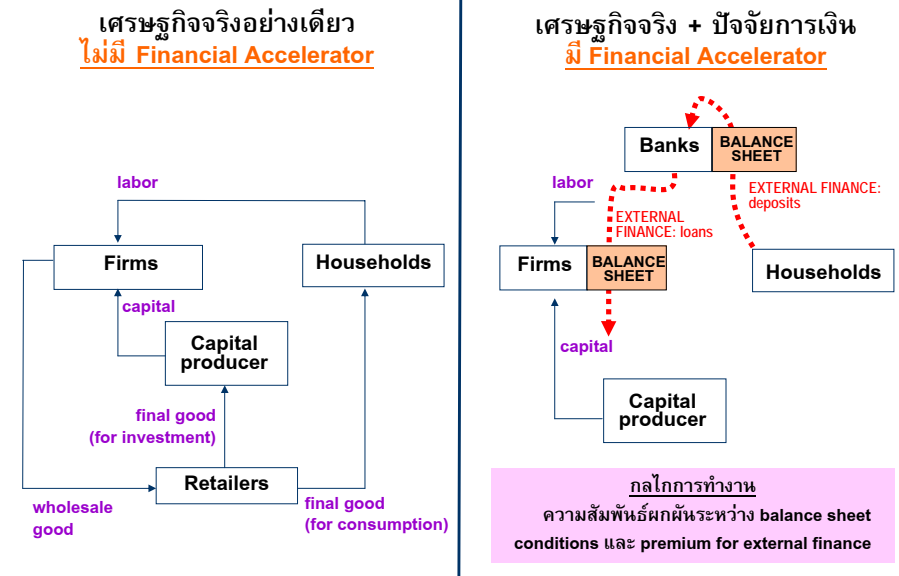 เศรษฐกิจจริงอย่างเดียว
ไม่มี Financial Accelerator
labor
Firms
Households
capital
Capital
producer
final good
(for investment)
Retailers
wholesale
good
final good
(for consumption)
เศรษฐกิจจริง + ปัจจัยการเงิน
มี Financial Accelerator
Banks
BALANCE
SHEET
labor
EXTERNAL FINANCE:
deposits
EXTERNAL
FINANCE: loans
Firms
BALANCE
SHEET
Households
capital
Capital
producer
กลไกการทำงาน
ความสัมพันธ์ผกผันระหว่าง balance sheet
conditions และ premium for external finance